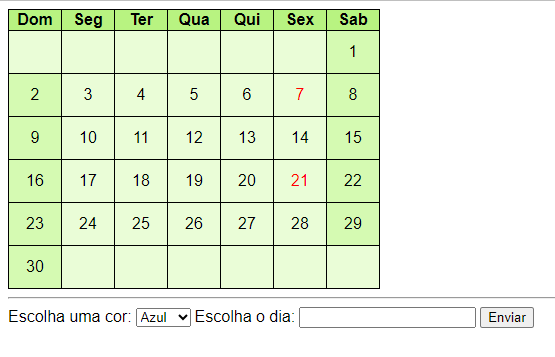 Dom Seg Ter Qua Qui Sex Sab
1
2 3 4 5 6 7 8
9 10 11 12 13 14 15
16 17 18 19 20 21 22
23 24 25 26 27 28 29
30
Escolha uma cor: Azul Escolha o dia: Enviar